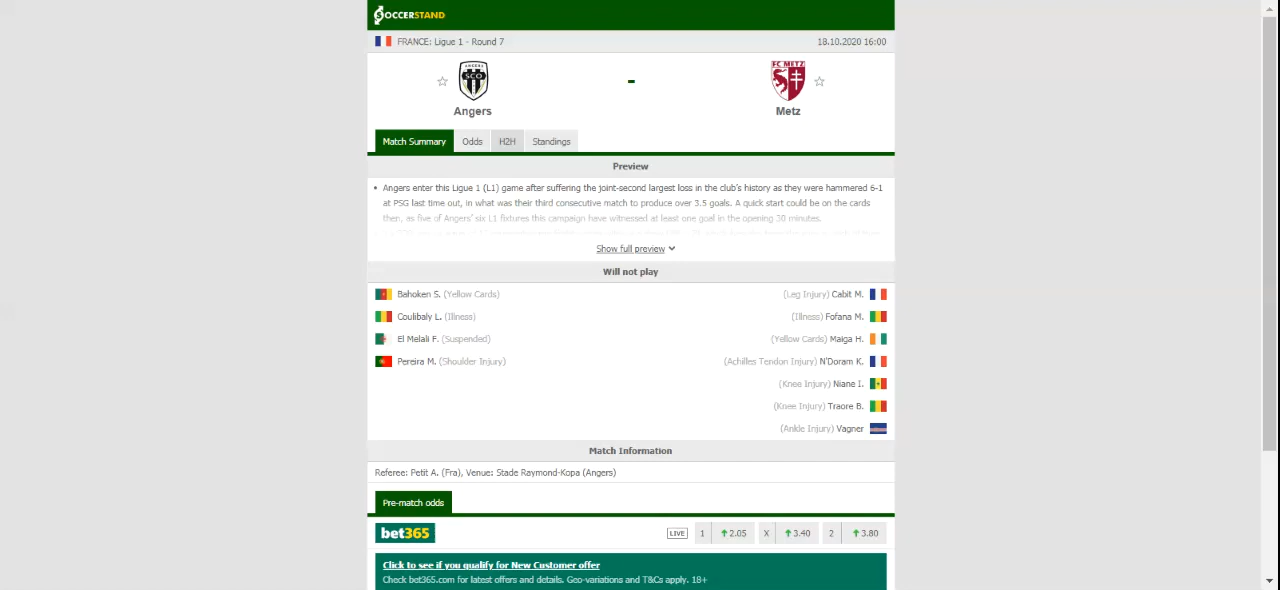 SOCCERSTAND
FRANCE: Ligue 1 - Round 7 18.10.2020 16:00
ANGERS SCO FC METZ
-
Angers Metz
Match Summary Odds H2H Standings
Preview
• Angers enter this Ligue 1 (L1) game after suffering the joint-second largest loss in the club's history as they were hammered 6-1
at PSG last time out, in what was their third consecutive match to produce over 3.5 goals. A quick start could be on the cards
then, as five of Angers' six L1 fixtures this campaign have witnessed at least one goal in the opening 30 minutes.
Show full preview
Will not play
Bahoken S. (Yellow Cards) (Leg Injury) Cabit M.
Coulibaly L. (Illness) (Illness) Fofana M.
El Melali F. (Suspended) (Yellow Cards) Maiga H.
Pereira M. (Shoulder Injury) (Achilles Tendon Injury) N'Doram K.
(Knee Injury) Niane I.
(Knee Injury) Traore B.
(Ankle Injury) Vagner
Match Information
Referee: Petit A. (Fra), Venue: Stade Raymond-Kopa (Angers)
Pre-match odds
bet365 LIVE 1 2.05 X 3.40 2 3.80
Click to see if you qualify for New Customer offer
Check bet365.com for latest offers and details. Geo-variations and T&Cs apply. 18+